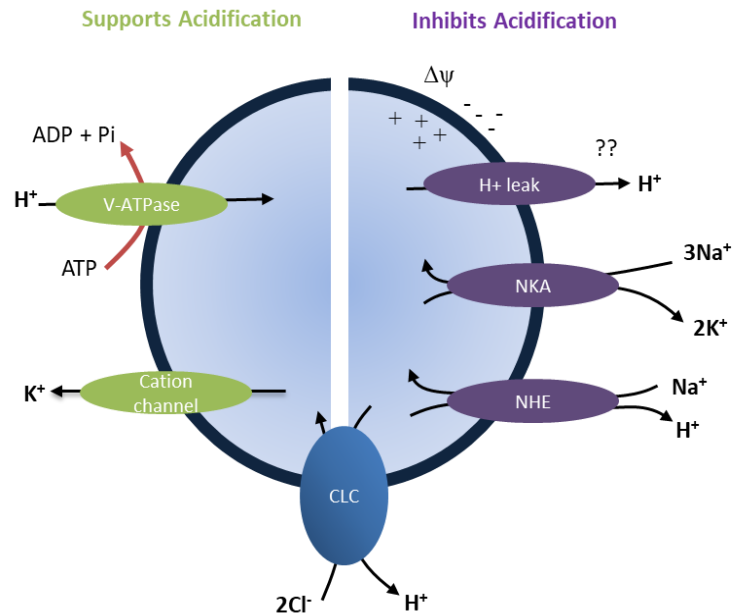 Supports Acidification
Inhibits Acidification
Δψ
- - - -
+ + + +
ADP + Pi
??
H⁺
V-ATPase
H+ leak
H⁺
ATP
3Na⁺
NKA
2K⁺
K⁺
Cation
channel
Na⁺
NHE
H⁺
CLC
2Cl⁻
H⁺